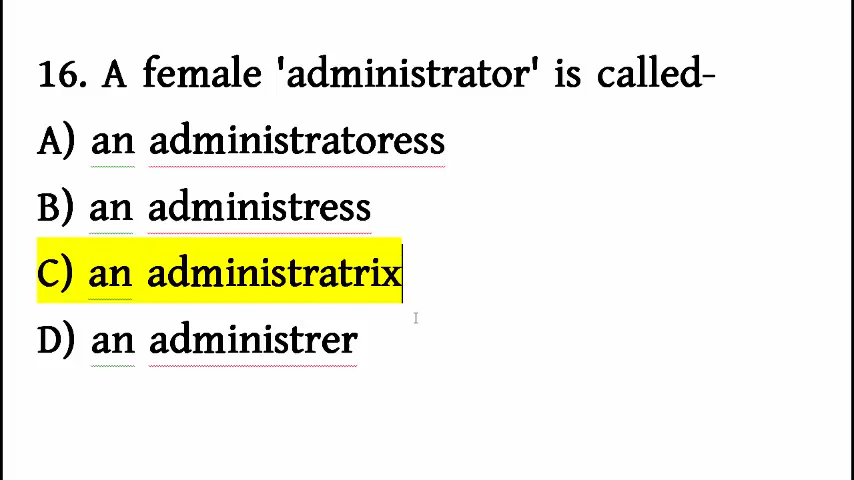 16. A female 'administrator' is called-
A) an administratoress
B) an administress
C) an administratrix
D) an administrer